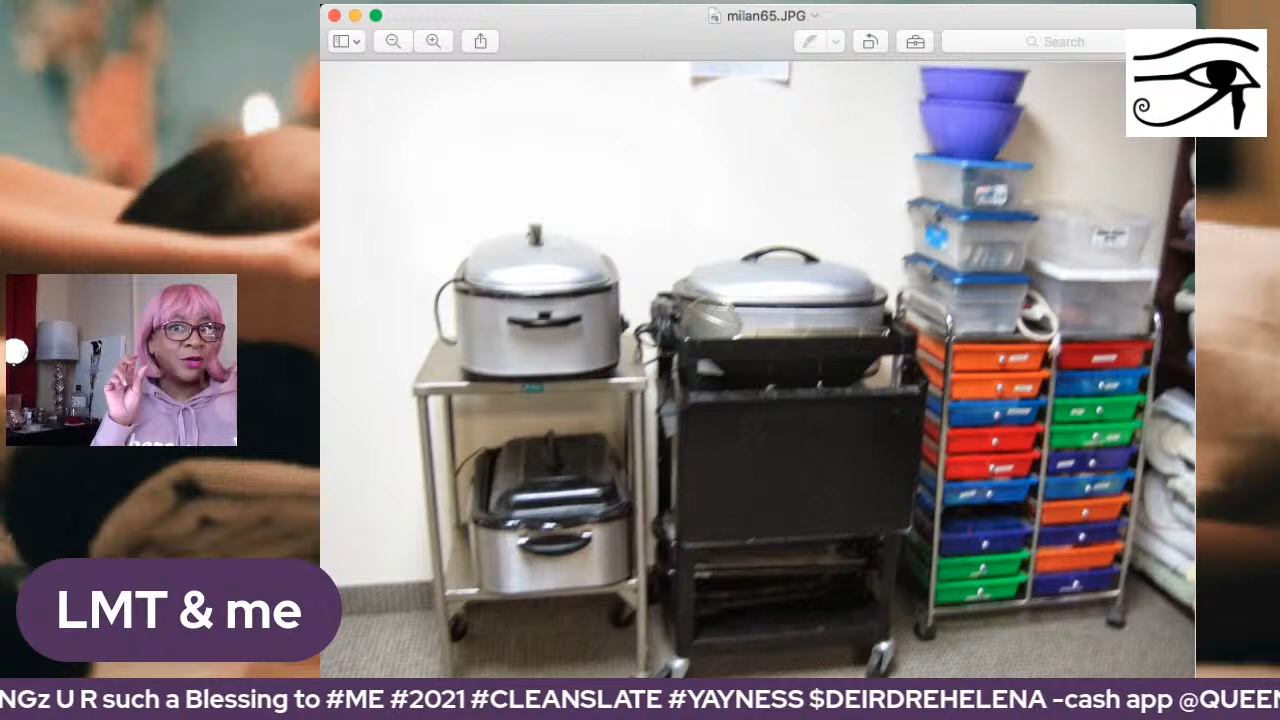 milan65.JPG
Search
LMT & me
NGz U R such a Blessing to #ME #2021 #CLEANSLATE #YAYNESS $DEIRDREHELENA -cash app @QUEEN